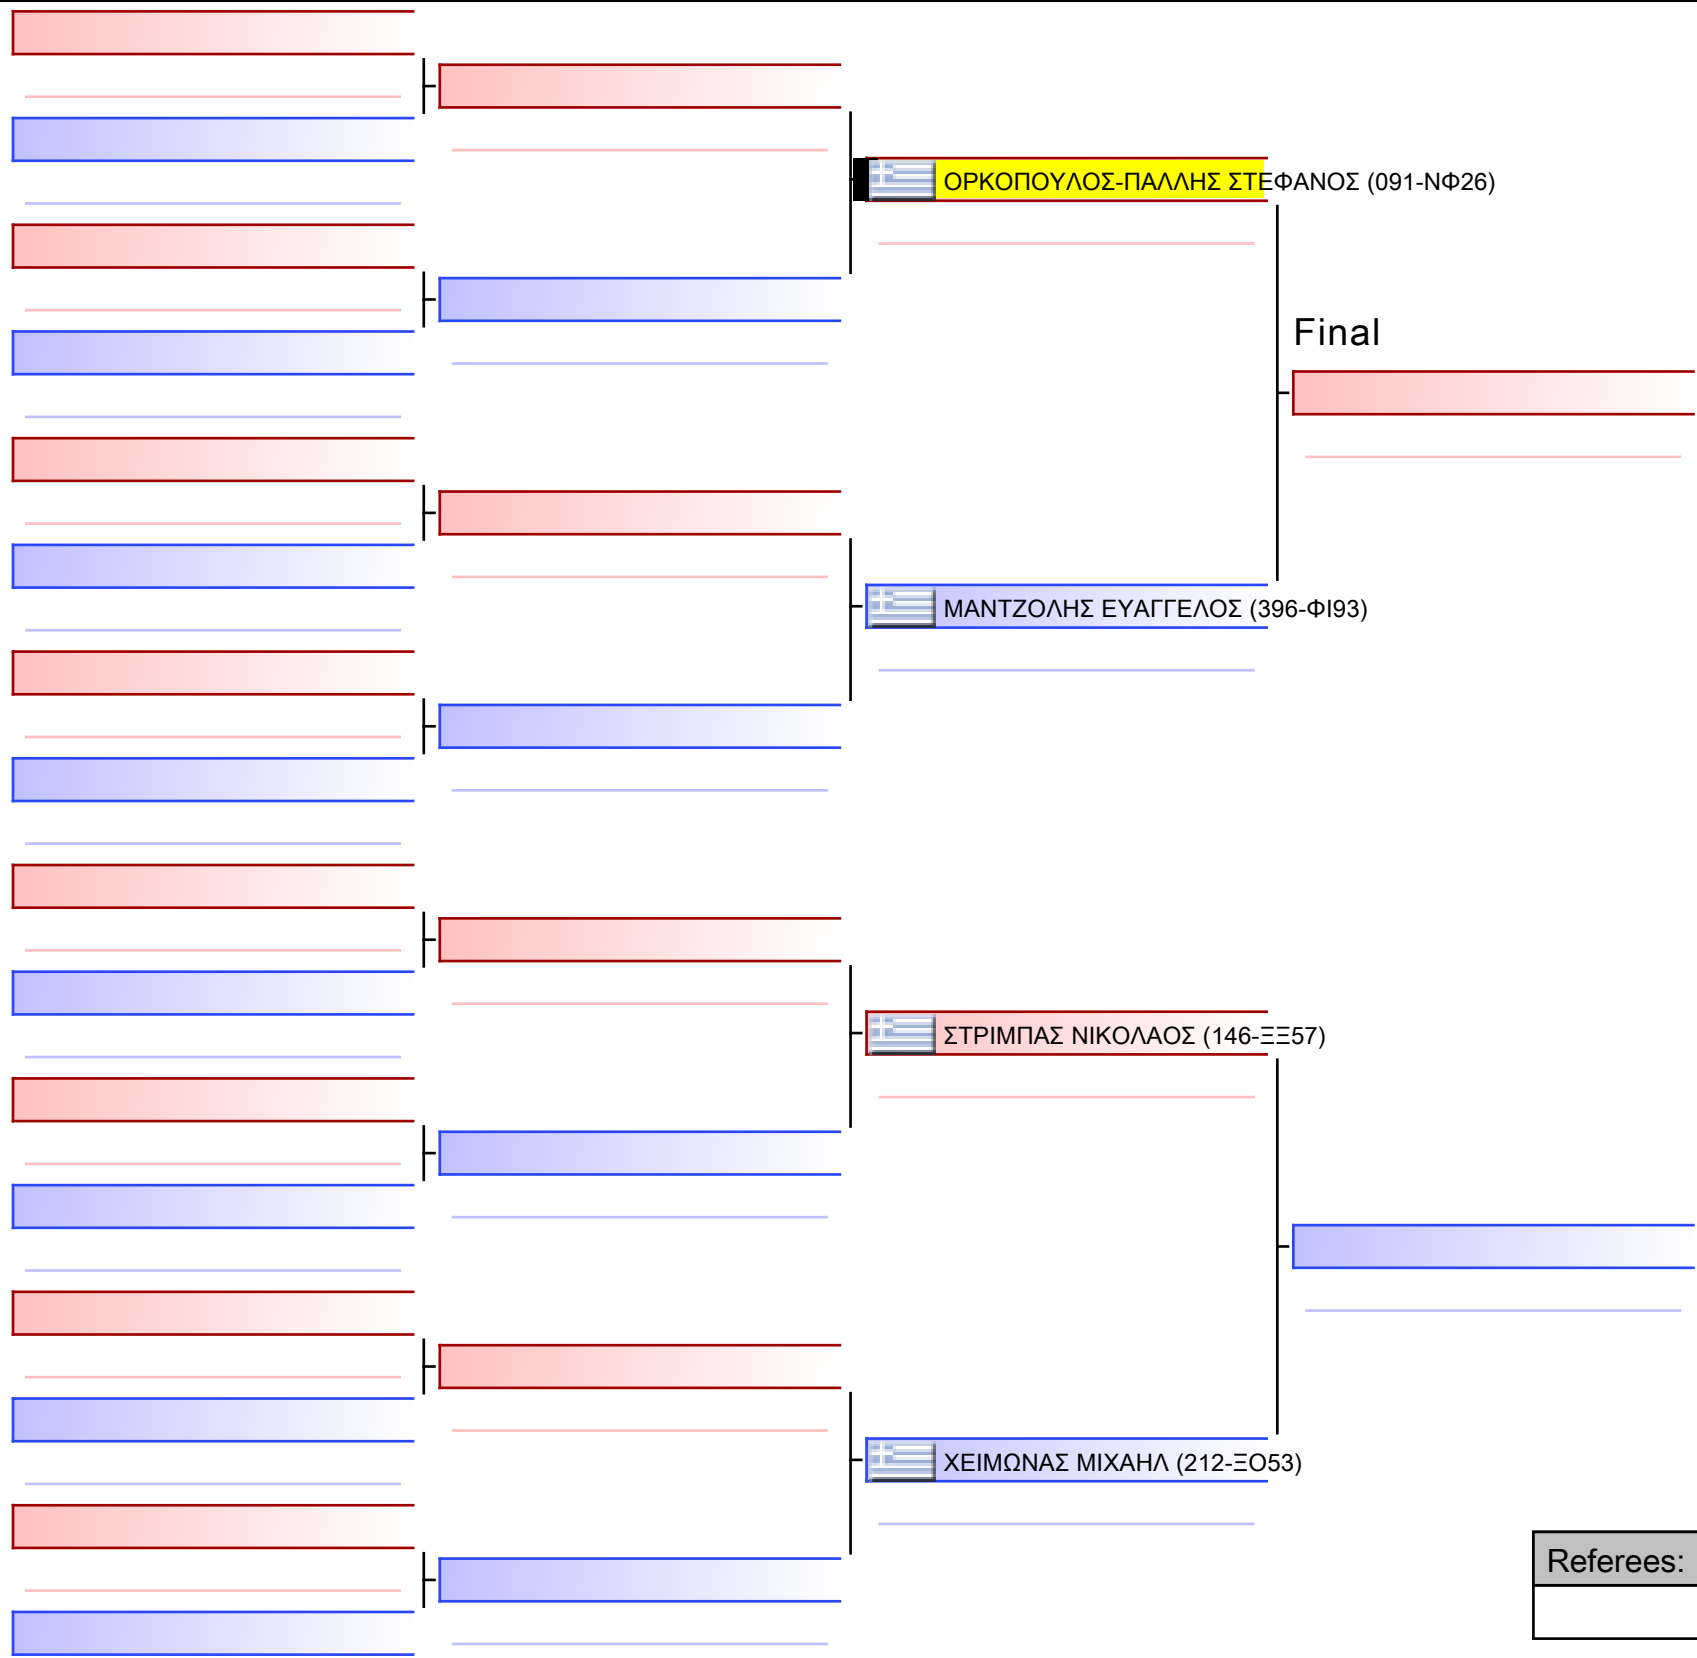 ΟΡΚΟΠΟΥΛΟΣ-ΠΑΛΛΗΣ ΣΤΕΦΑΝΟΣ (091-ΝΦ26)
Final
ΜΑΝΤΖΟΛΗΣ ΕΥΑΓΓΕΛΟΣ (396-ΦΙ93)
ΣΤΡΙΜΠΑΣ ΝΙΚΟΛΑΟΣ (146-ΞΞ57)
ΧΕΙΜΩΝΑΣ ΜΙΧΑΗΛ (212-ΞΟ53)
Referees: